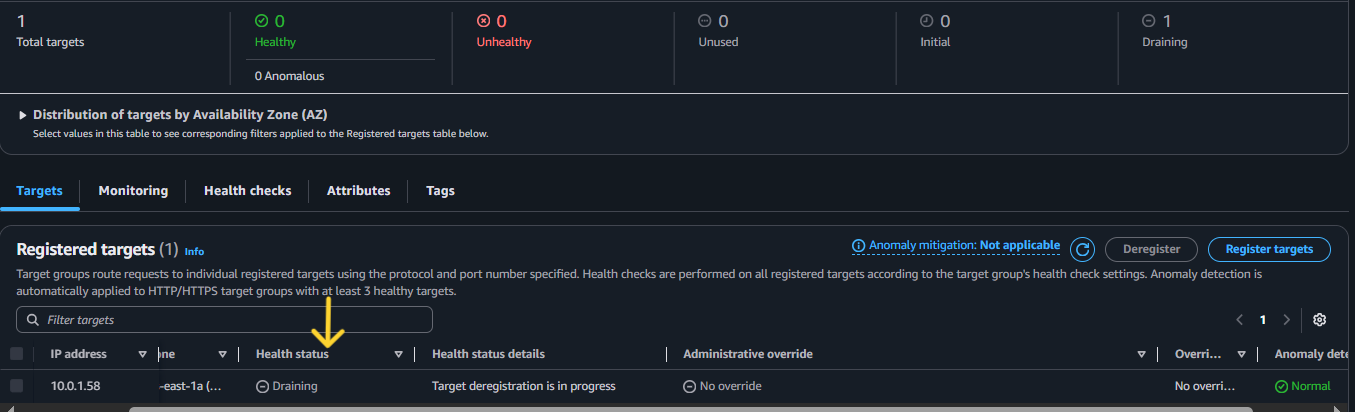 1
Total targets
0
Healthy
0 Anomalous
0
Unhealthy
0
Unused
0
Initial
1
Draining
Distribution of targets by Availability Zone (AZ)
Select values in this table to see corresponding filters applied to the Registered targets table below.
Targets Monitoring Health checks Attributes Tags
Registered targets (1) Info
Anomaly mitigation: Not applicable Deregister Register targets
Target groups route requests to individual registered targets using the protocol and port number specified. Health checks are performed on all registered targets according to the target group's health check settings. Anomaly detection is
automatically applied to HTTP/HTTPS target groups with at least 3 healthy targets.
Filter targets
1
IP address ne Health status Health status details Administrative override Overri... Anomaly dete
10.0.1.58 -east-1a (... Draining Target deregistration is in progress No override No overri... Normal